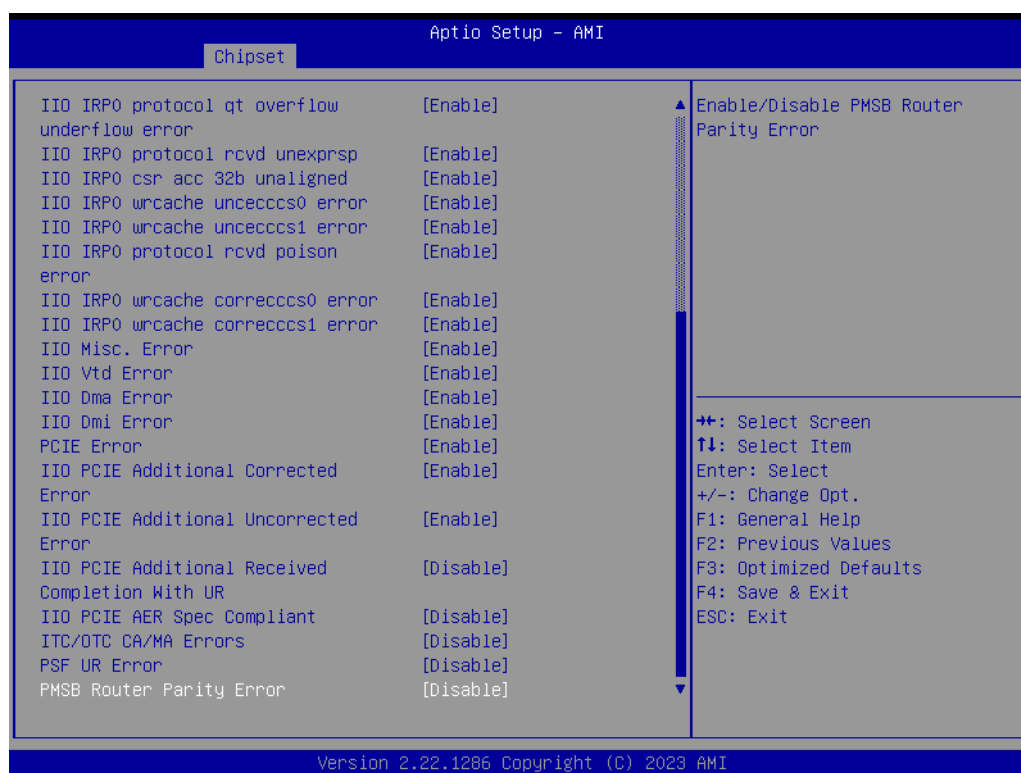 Aptio Setup – AMI
Chipset
IIO IRP0 protocol qt overflow [Enable]
underflow error
IIO IRP0 protocol rcvd unexprsp [Enable]
IIO IRP0 csr acc 32b unaligned [Enable]
IIO IRP0 wrcache uncecccs0 error [Enable]
IIO IRP0 wrcache uncecccs1 error [Enable]
IIO IRP0 protocol rcvd poison [Enable]
error
IIO IRP0 wrcache correcccs0 error [Enable]
IIO IRP0 wrcache correcccs1 error [Enable]
IIO Misc. Error [Enable]
IIO Vtd Error [Enable]
IIO Dma Error [Enable]
IIO Dmi Error [Enable]
PCIE Error [Enable]
IIO PCIE Additional Corrected [Enable]
Error
IIO PCIE Additional Uncorrected [Enable]
Error
IIO PCIE Additional Received [Disable]
Completion With UR
IIO PCIE AER Spec Compliant [Disable]
ITC/OTC CA/MA Errors [Disable]
PSF UR Error [Disable]
PMSB Router Parity Error [Disable]
Enable/Disable PMSB Router
Parity Error
→←: Select Screen
↑↓: Select Item
Enter: Select
+/-: Change Opt.
F1: General Help
F2: Previous Values
F3: Optimized Defaults
F4: Save & Exit
ESC: Exit
Version 2.22.1286 Copyright (C) 2023 AMI